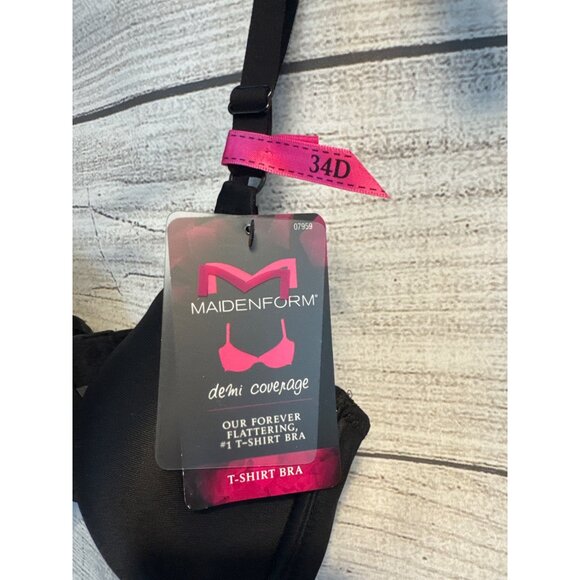 34D
07959
MAIDENFORM®
demi coverage
OUR FOREVER
FLATTERING,
#1 T-SHIRT BRA
T-SHIRT BRA